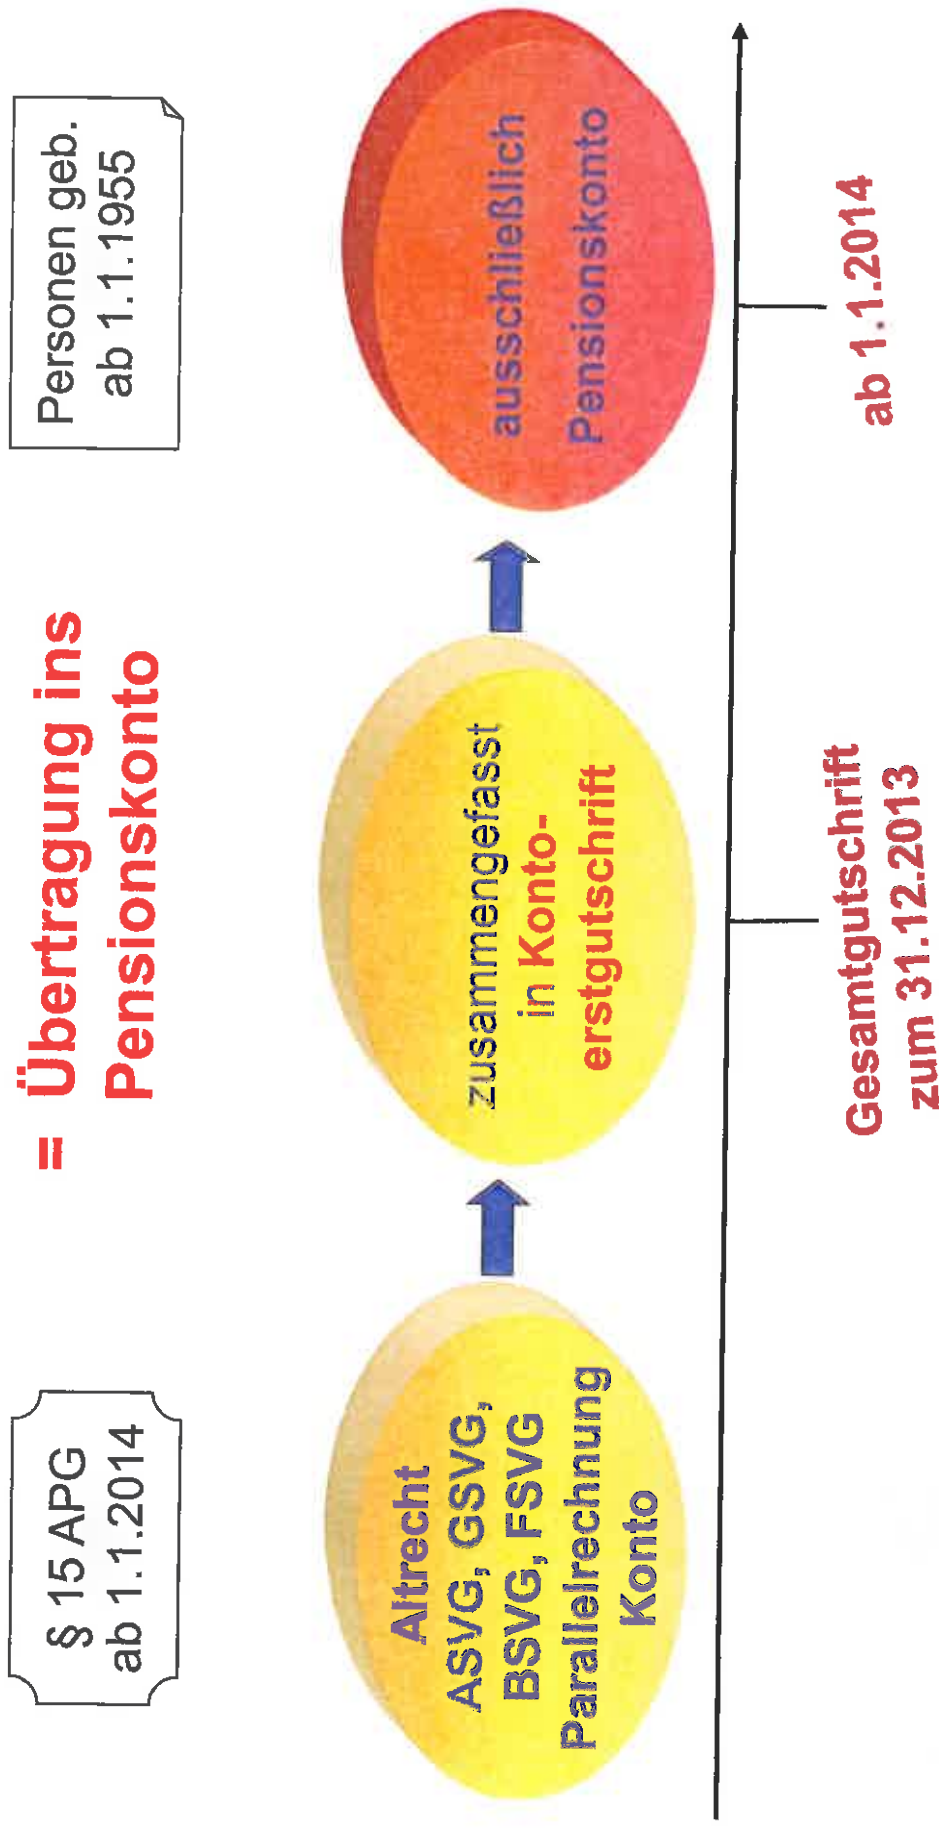 § 15 APG
ab 1.1.2014
= Übertragung ins
Pensionskonto
Personen geb.
ab 1.1.1955
Altrecht
ASVG, GSVG,
BSVG, FSVG
Parallelrechnung
Konto
zusammengefasst
in Konto-
erstgutschrift
ausschließlich
Pensionskonto
Gesamtgutschrift
zum 31.12.2013
ab 1.1.2014